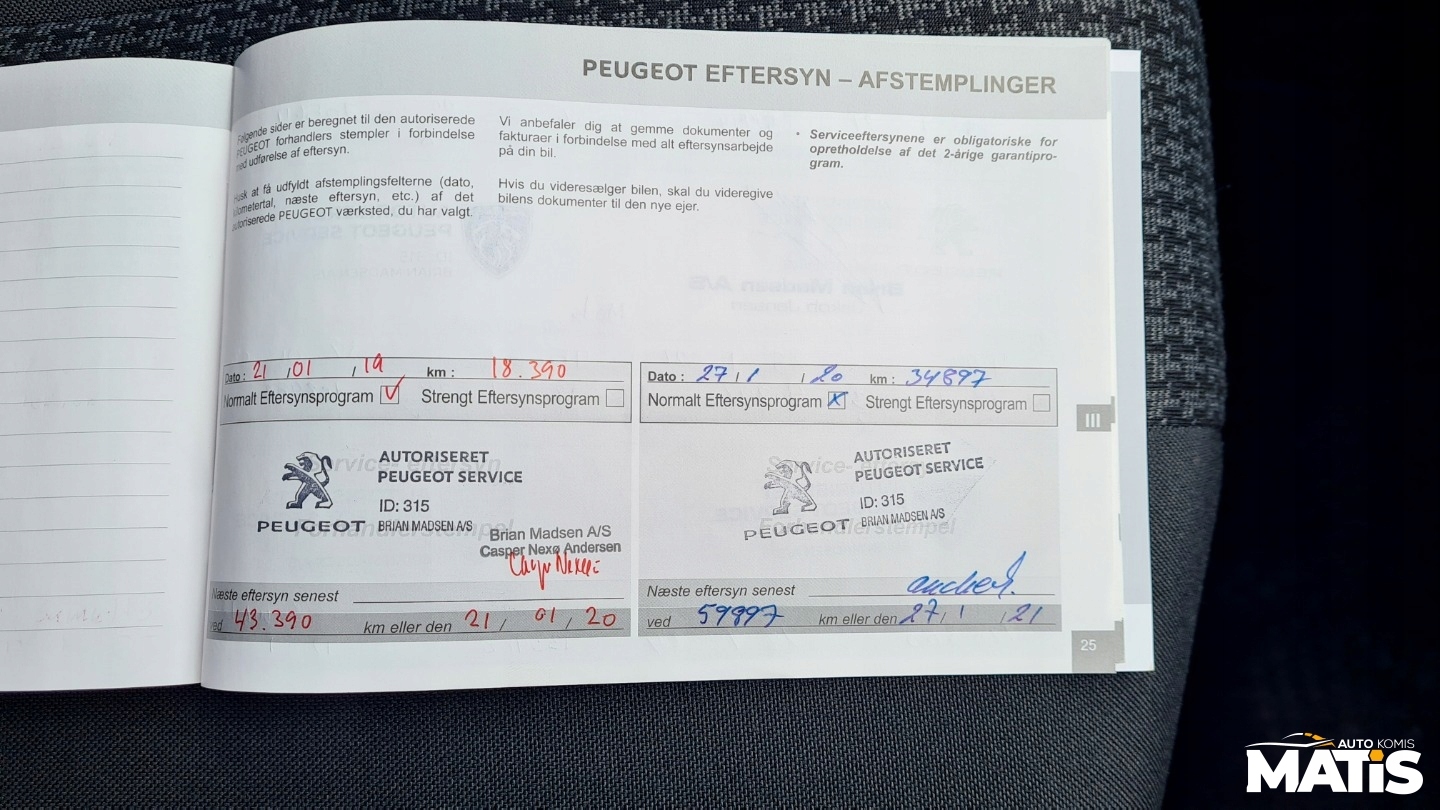 PEUGEOT EFTERSYN – AFSTEMPLINGER
Følgende sider er beregnet til den autoriserede
PEUGEOT forhandlers stempler i forbindelse
med udførelse af eftersyn.
Husk at få udfyldt afstemplingsfelterne (dato,
kilometertal, næste eftersyn, etc.) af det
autoriserede PEUGEOT værksted, du har valgt.
Vi anbefaler dig at gemme dokumenter og
fakturaer i forbindelse med alt eftersynsarbejde
på din bil.
Hvis du videresælger bilen, skal du videregive
bilens dokumenter til den nye ejer.
• Serviceeftersynene er obligatoriske for
opretholdelse af det 2-årige garantipro-
gram.
Dato : 21 / 01 / 19 km : 18.390
Normalt Eftersynsprogram Strengt Eftersynsprogram
Service- eftersyn
AUTORISERET
PEUGEOT SERVICE
ID: 315
PEUGEOT BRIAN MADSEN A/S
Forhandlerstempel
Brian Madsen A/S
Casper Nexø Andersen
Næste eftersyn senest
ved 43.390 km eller den 21 / 01 / 20
Dato : 27 / 1 / 20 km : 34897
Normalt Eftersynsprogram X Strengt Eftersynsprogram
Service- eftersyn
AUTORISERET
PEUGEOT SERVICE
ID: 315
PEUGEOT BRIAN MADSEN A/S
Forhandlerstempel
Næste eftersyn senest
ved 59897 km eller den 27 / 1 / 21
III
25
AUTO KOMIS
MATiS